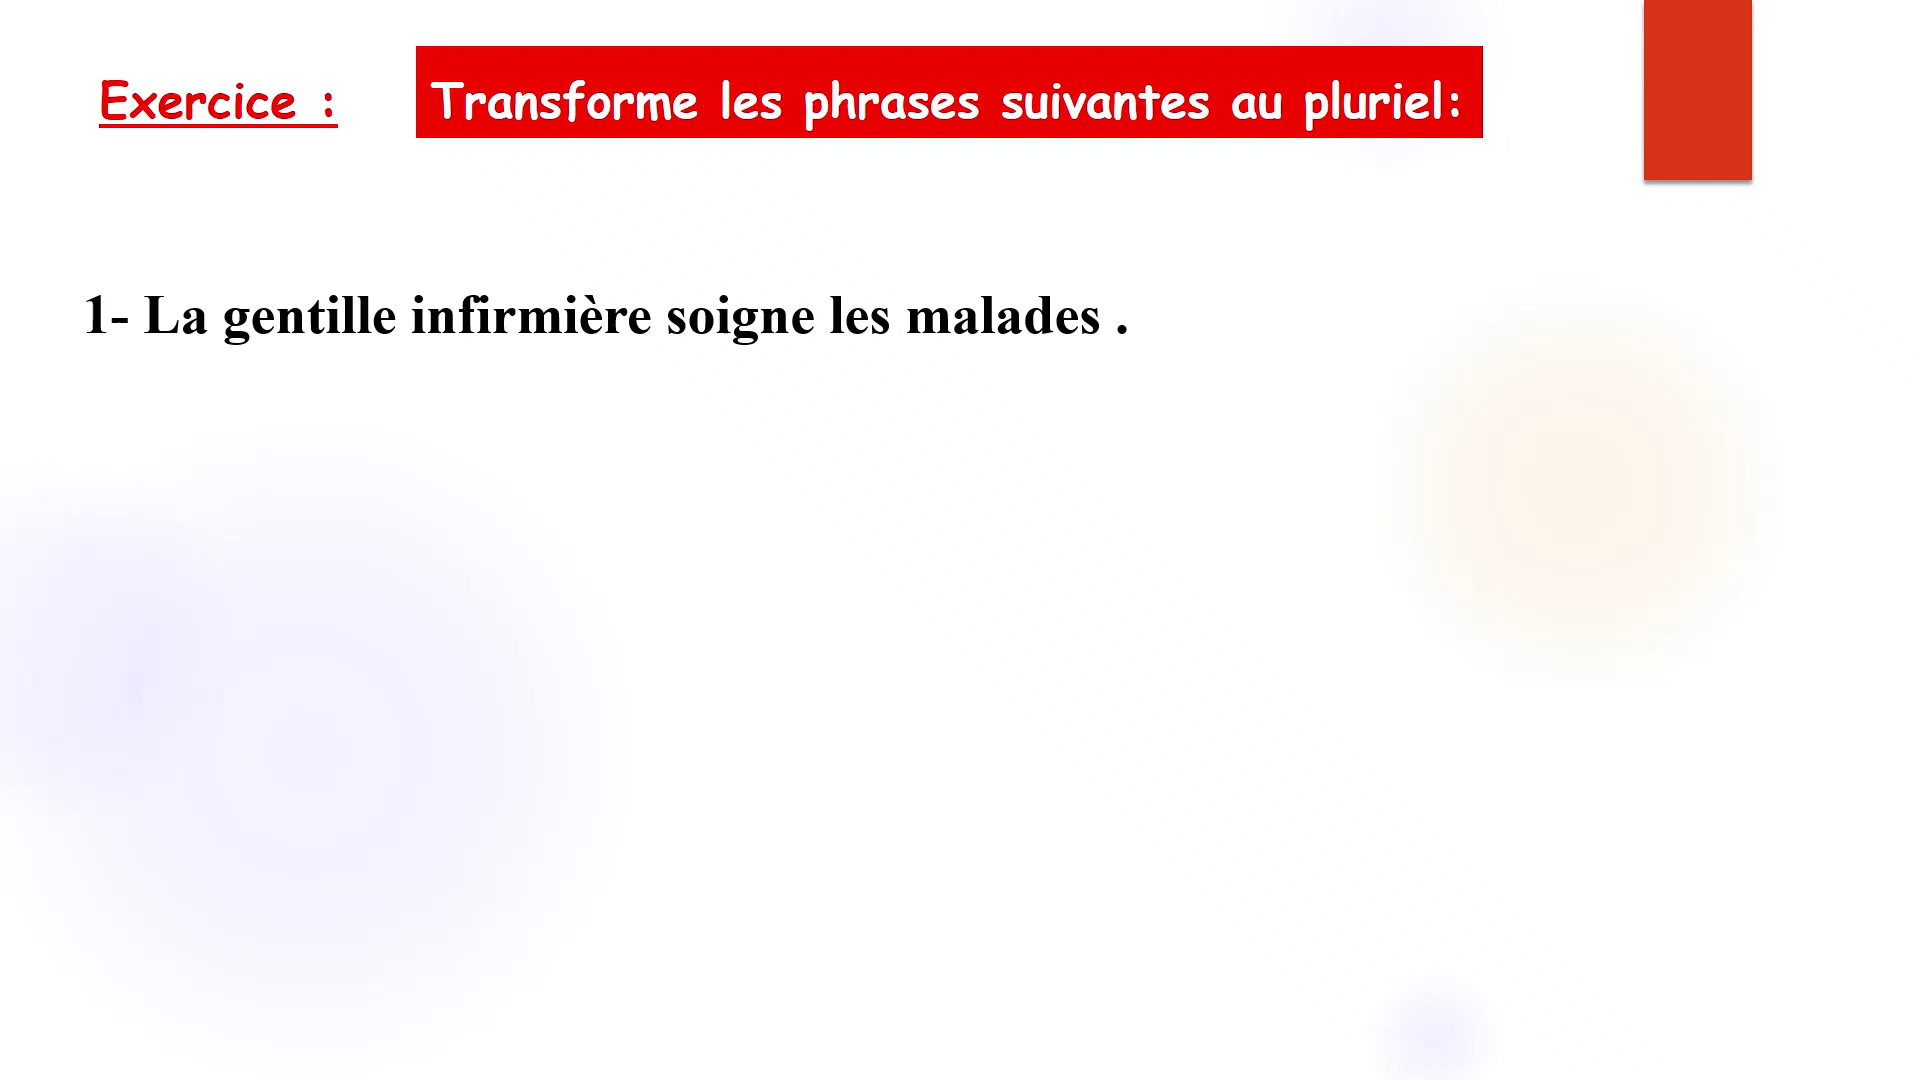 Exercice : Transforme les phrases suivantes au pluriel:
1- La gentille infirmière soigne les malades .